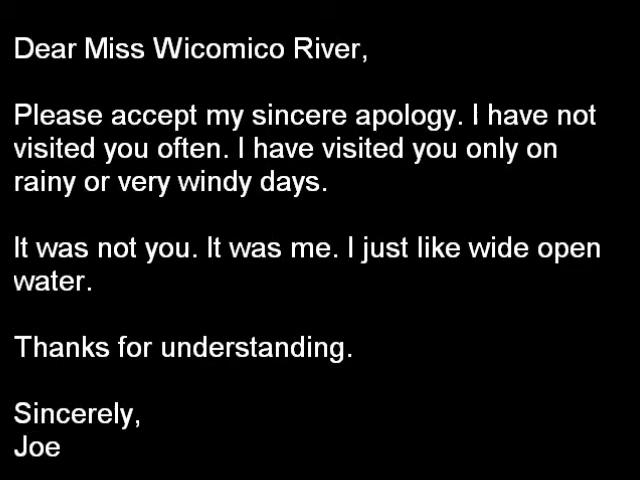 Dear Miss Wicomico River,
Please accept my sincere apology. I have not
visited you often. I have visited you only on
rainy or very windy days.
It was not you. It was me. I just like wide open
water.
Thanks for understanding.
Sincerely,
Joe